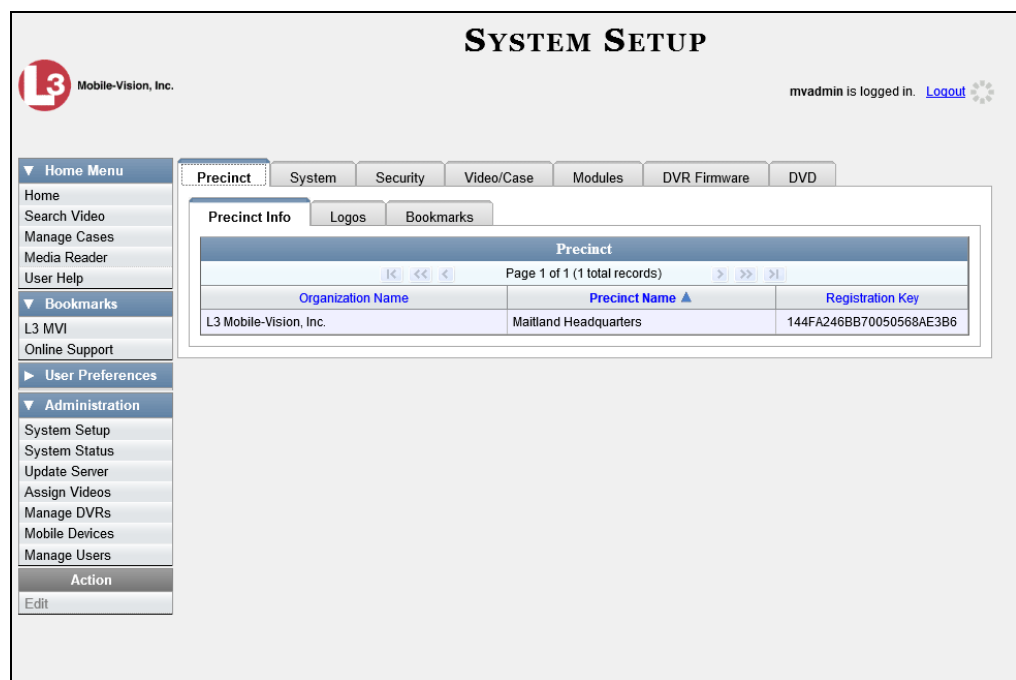 SYSTEM SETUP
L3 Mobile-Vision, Inc.
mvadmin is logged in. Logout
▼ Home Menu
Home
Search Video
Manage Cases
Media Reader
User Help
▼ Bookmarks
L3 MVI
Online Support
► User Preferences
▼ Administration
System Setup
System Status
Update Server
Assign Videos
Manage DVRs
Mobile Devices
Manage Users
Action
Edit
Precinct System Security Video/Case Modules DVR Firmware DVD
Precinct Info Logos Bookmarks
Precinct
|< << < Page 1 of 1 (1 total records) > >> >|
Organization Name Precinct Name ▲ Registration Key
L3 Mobile-Vision, Inc. Maitland Headquarters 144FA246BB70050568AE3B6